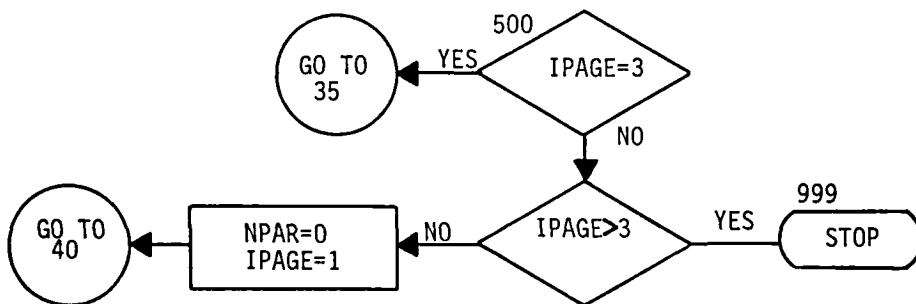 500
GO TO
35
YES
IPAGE=3
NO
999
GO TO
40
NPAR=0
IPAGE=1
NO
IPAGE>3
YES
STOP